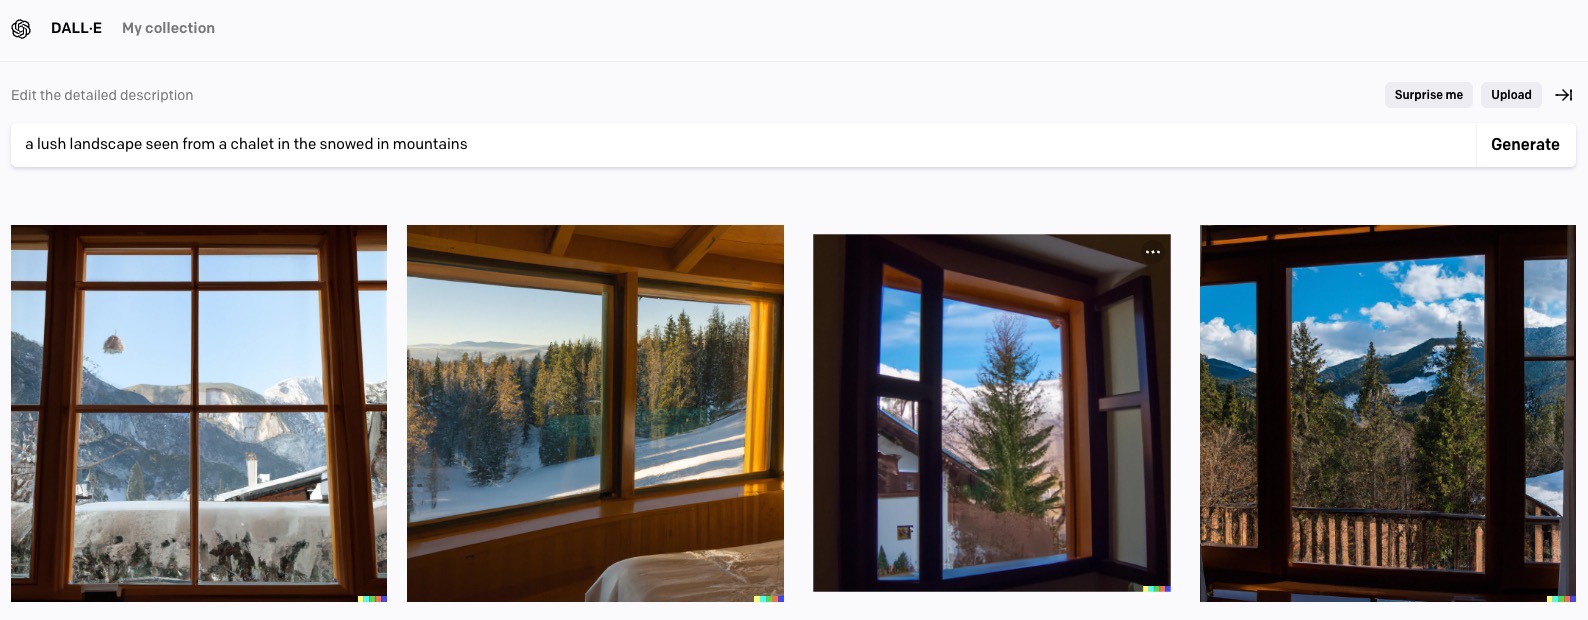 DALL·E My collection
Edit the detailed description
Surprise me Upload
a lush landscape seen from a chalet in the snowed in mountains
Generate